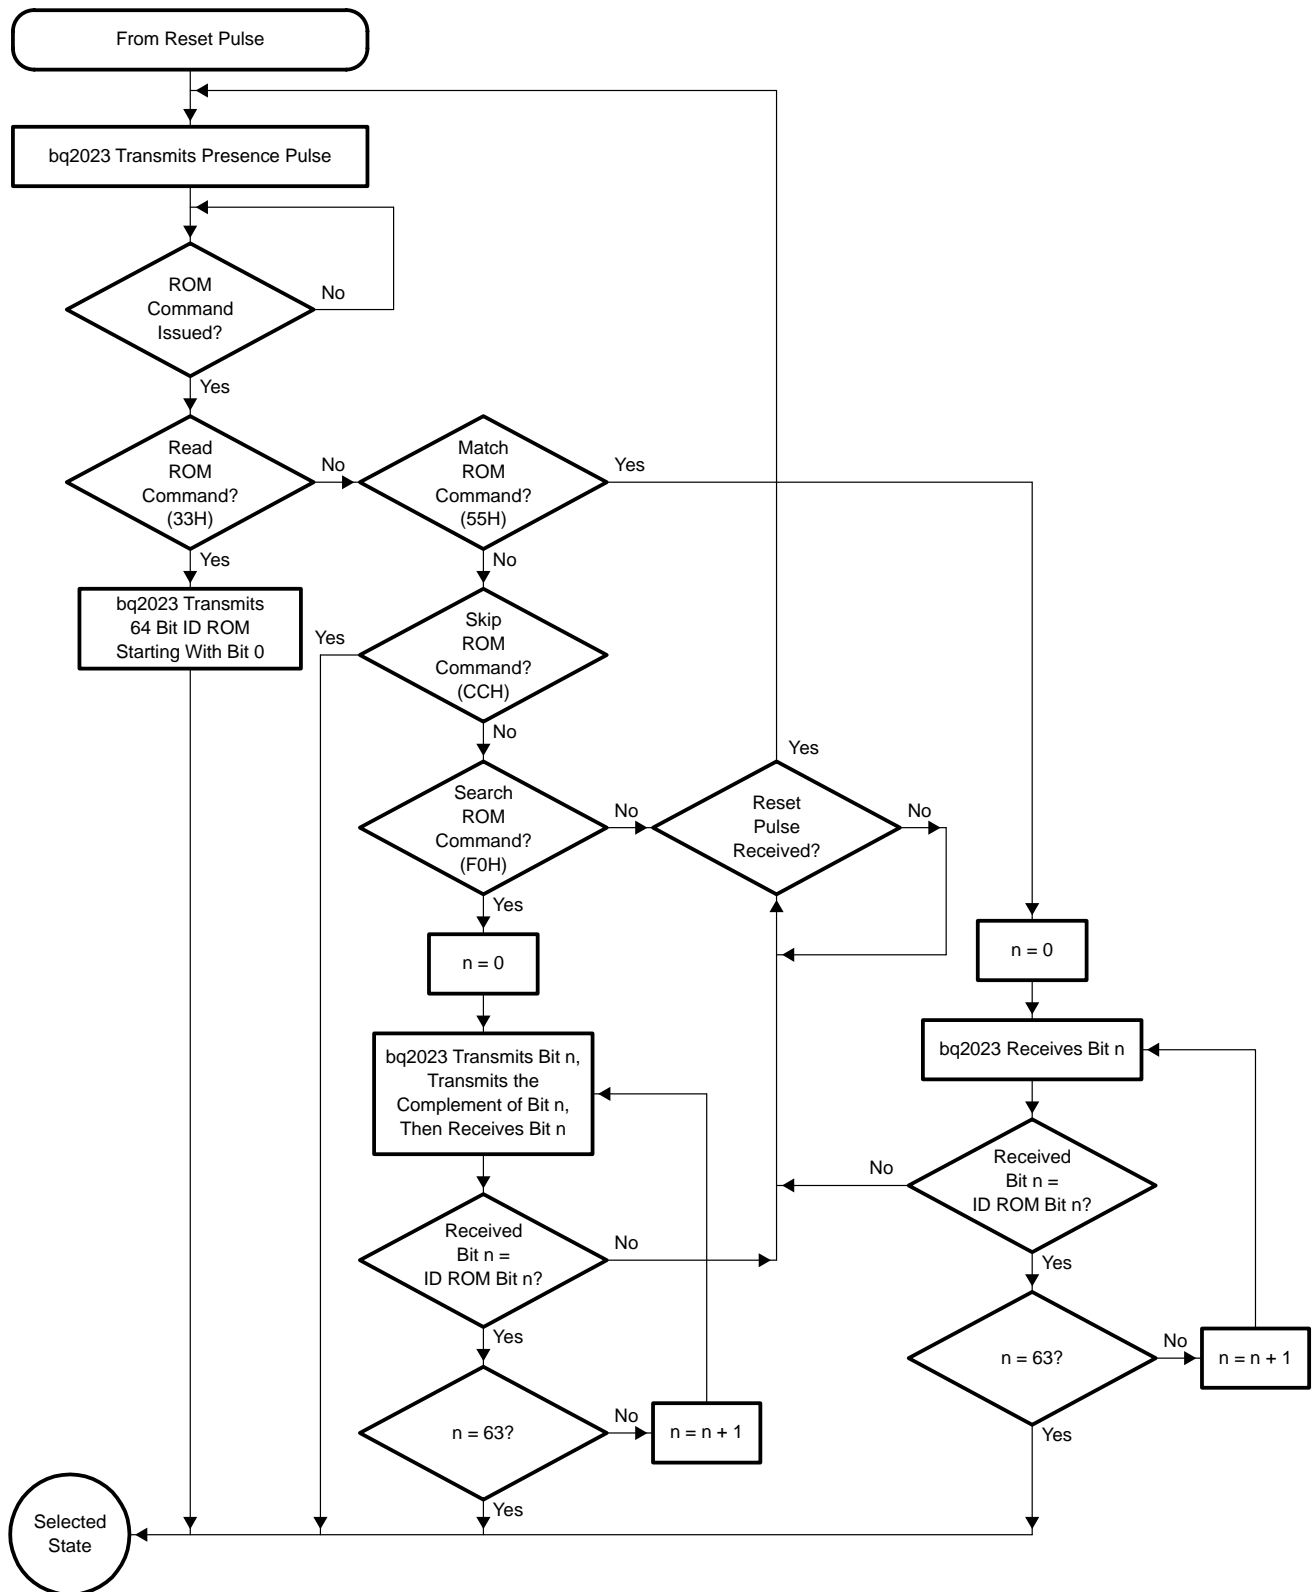 From Reset Pulse
bq2023 Transmits Presence Pulse
ROM
Command
Issued?
No
Yes
Read
ROM
Command?
(33H)
No
Match
ROM
Command?
(55H)
Yes
Yes
No
bq2023 Transmits
64 Bit ID ROM
Starting With Bit 0
Yes
Skip
ROM
Command?
(CCH)
No
Search
ROM
Command?
(F0H)
No
Yes
Reset
Pulse
Received?
No
Yes
n = 0
n = 0
bq2023 Transmits Bit n,
Transmits the
Complement of Bit n,
Then Receives Bit n
bq2023 Receives Bit n
Received
Bit n =
ID ROM Bit n?
No
No
Received
Bit n =
ID ROM Bit n?
Yes
Yes
n = 63?
No
n = n + 1
n = 63?
No
n = n + 1
Yes
Yes
Selected
State